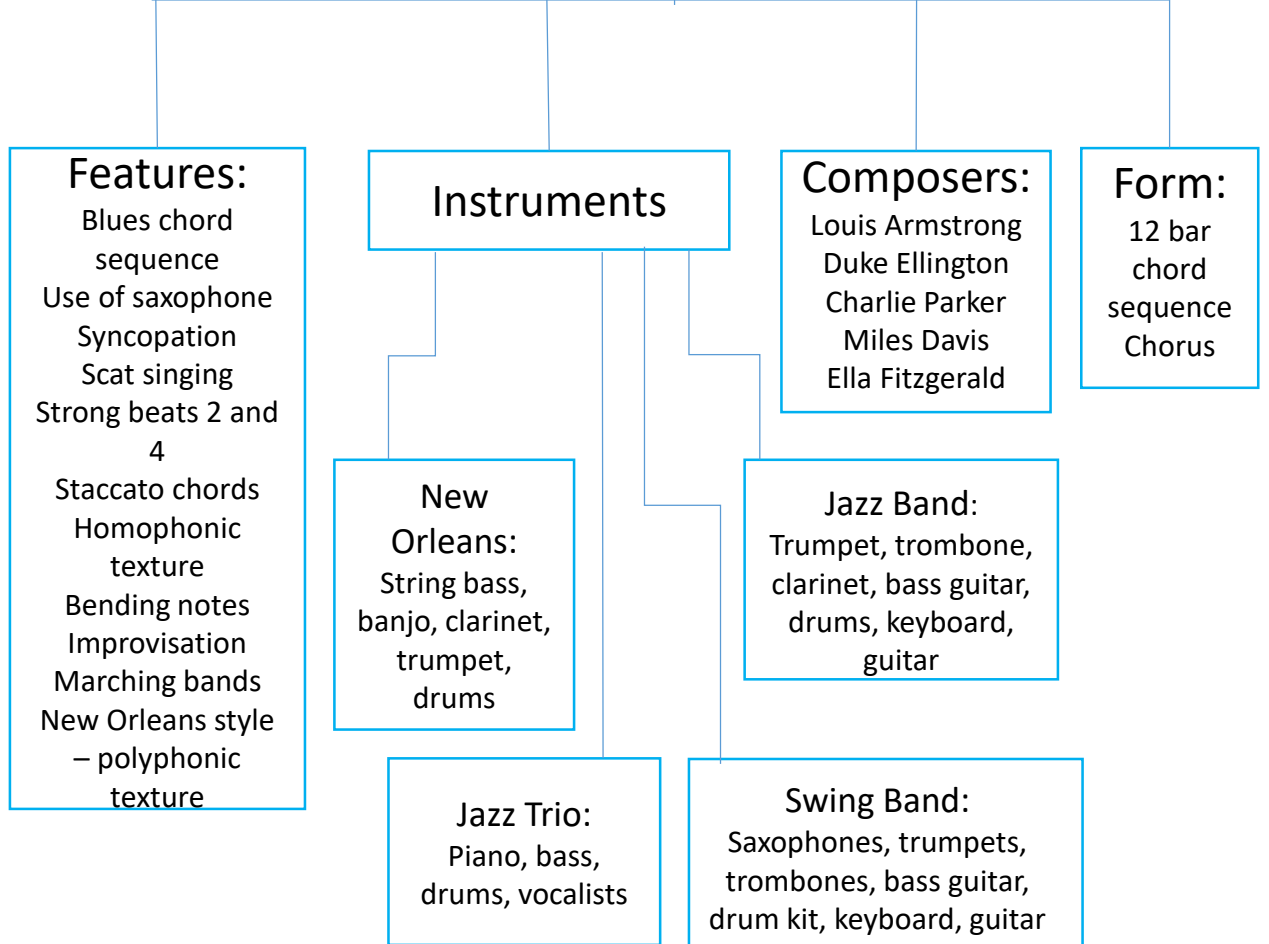 Features:
Blues chord
sequence
Use of saxophone
Syncopation
Scat singing
Strong beats 2 and
4
Staccato chords
Homophonic
texture
Bending notes
Improvisation
Marching bands
New Orleans style
– polyphonic
texture
Instruments
Composers:
Louis Armstrong
Duke Ellington
Charlie Parker
Miles Davis
Ella Fitzgerald
Form:
12 bar
chord
sequence
Chorus
New
Orleans:
String bass,
banjo, clarinet,
trumpet,
drums
Jazz Band:
Trumpet, trombone,
clarinet, bass guitar,
drums, keyboard,
guitar
Jazz Trio:
Piano, bass,
drums, vocalists
Swing Band:
Saxophones, trumpets,
trombones, bass guitar,
drum kit, keyboard, guitar